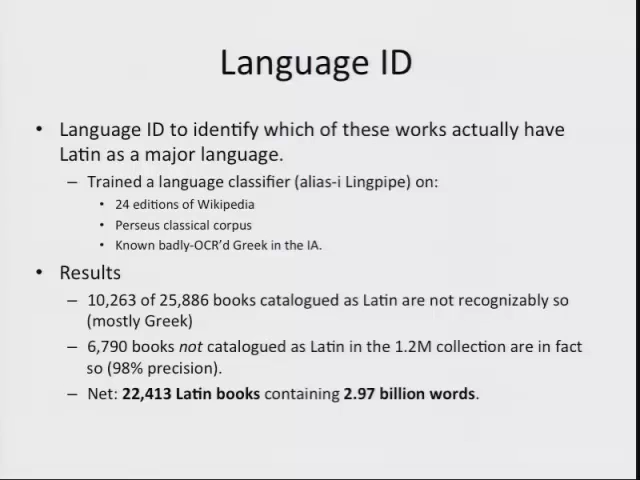 Language ID
• Language ID to identify which of these works actually have
Latin as a major language.
– Trained a language classifier (alias-i Lingpipe) on:
• 24 editions of Wikipedia
• Perseus classical corpus
• Known badly-OCR'd Greek in the IA.
• Results
– 10,263 of 25,886 books catalogued as Latin are not recognizably so
(mostly Greek)
– 6,790 books not catalogued as Latin in the 1.2M collection are in fact
so (98% precision).
– Net: 22,413 Latin books containing 2.97 billion words.